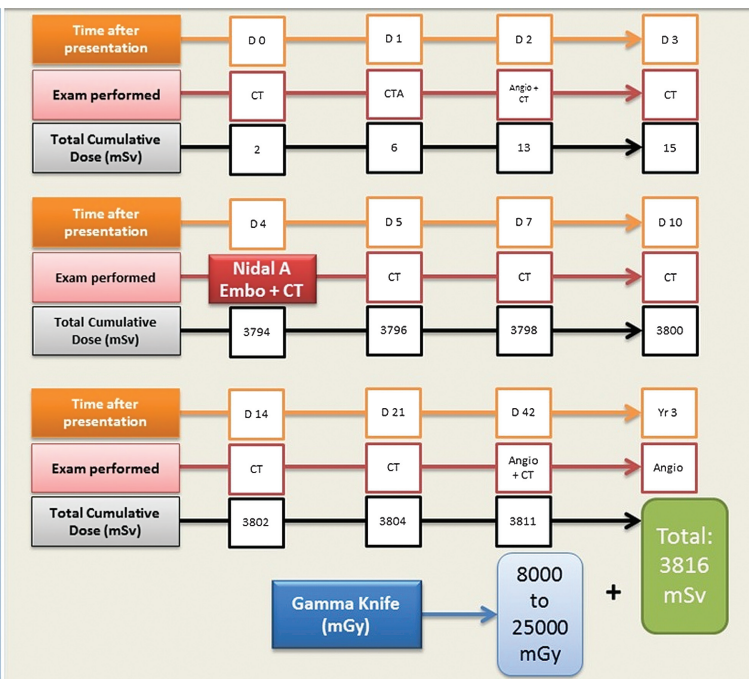 Time after
presentation
D 0
D 1
D 2
D 3
Exam performed
CT
CTA
Angio +
CT
CT
Total Cumulative
Dose (mSv)
2
6
13
15
Time after
presentation
D 4
D 5
D 7
D 10
Exam performed
Nidal A
Embo + CT
CT
CT
CT
Total Cumulative
Dose (mSv)
3794
3796
3798
3800
Time after
presentation
D 14
D 21
D 42
Yr 3
Exam performed
CT
CT
Angio
+ CT
Angio
Total Cumulative
Dose (mSv)
3802
3804
3811
Total:
3816
mSv
Gamma Knife
(mGy)
8000
to
25000
mGy
+